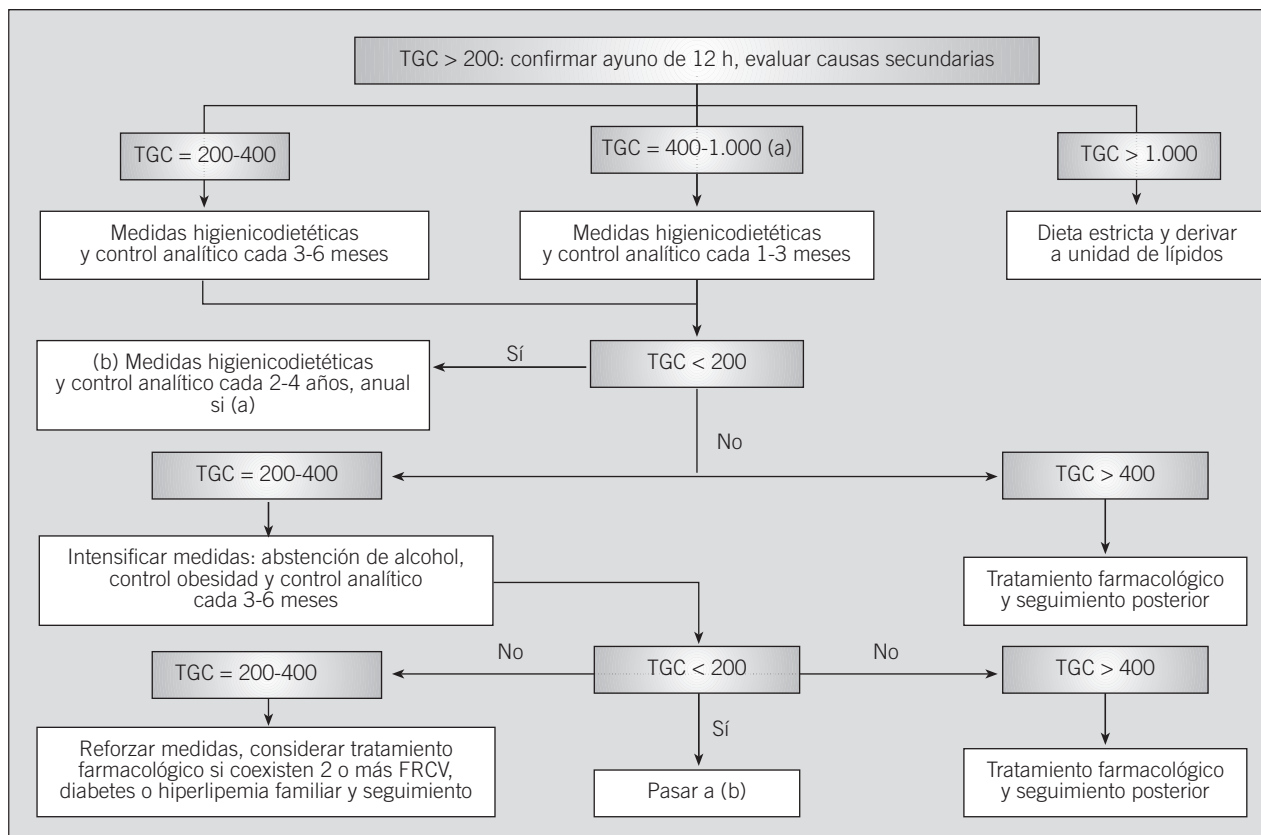 TGC > 200: confirmar ayuno de 12 h, evaluar causas secundarias
TGC = 200-400
TGC = 400-1.000 (a)
TGC > 1.000
Medidas higienicodietéticas
y control analítico cada 3-6 meses
Medidas higienicodietéticas
y control analítico cada 1-3 meses
Dieta estricta y derivar
a unidad de lípidos
(b) Medidas higienicodietéticas
y control analítico cada 2-4 años, anual
si (a)
Sí
TGC < 200
No
TGC = 200-400
TGC > 400
Intensificar medidas: abstención de alcohol,
control obesidad y control analítico
cada 3-6 meses
Tratamiento farmacológico
y seguimiento posterior
TGC = 200-400
No
TGC < 200
No
TGC > 400
Sí
Reforzar medidas, considerar tratamiento
farmacológico si coexisten 2 o más FRCV,
diabetes o hiperlipemia familiar y seguimiento
Pasar a (b)
Tratamiento farmacológico
y seguimiento posterior